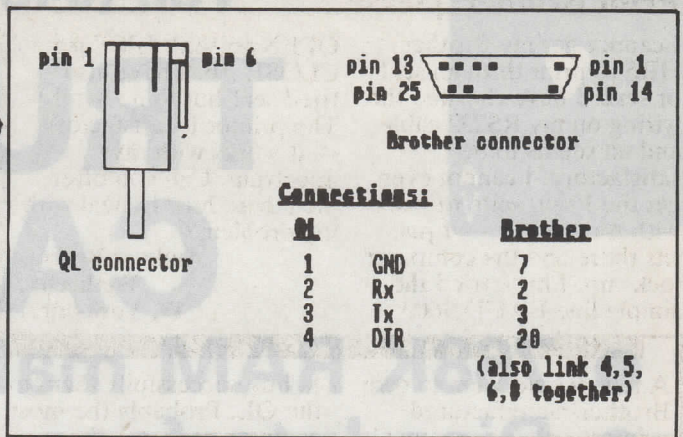 pin 1
pin 6
QL connector
pin 13
pin 1
pin 25
pin 14
Brother connector
Connections:
QL Brother
1 GND 7
2 Rx 2
3 Tx 3
4 DTR 20
(also link 4,5,
6,8 together)